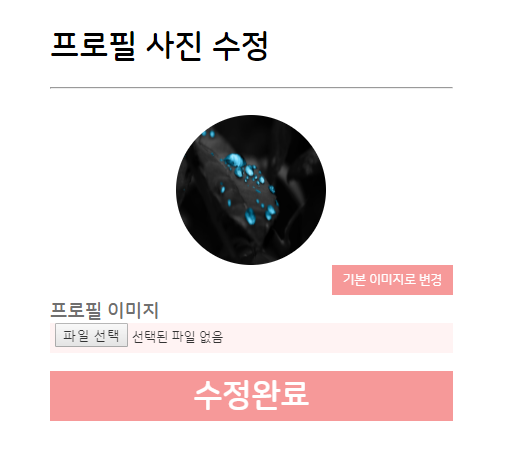 프로필 사진 수정
기본 이미지로 변경
프로필 이미지
파일 선택 선택된 파일 없음
수정완료